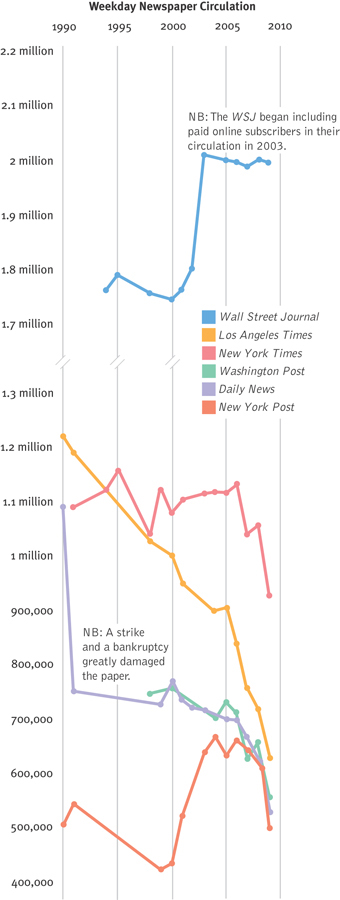 Weekday Newspaper Circulation
1990 1995 2000 2005 2010
2.2 million
2.1 million
NB: The WSJ began including
paid online subscribers in their
circulation in 2003.
2 million
1.9 million
1.8 million
1.7 million
Wall Street Journal
Los Angeles Times
New York Times
Washington Post
Daily News
New York Post
1.3 million
1.2 million
1.1 million
1 million
900,000
NB: A strike
and a bankruptcy
greatly damaged
the paper.
800,000
700,000
600,000
500,000
400,000